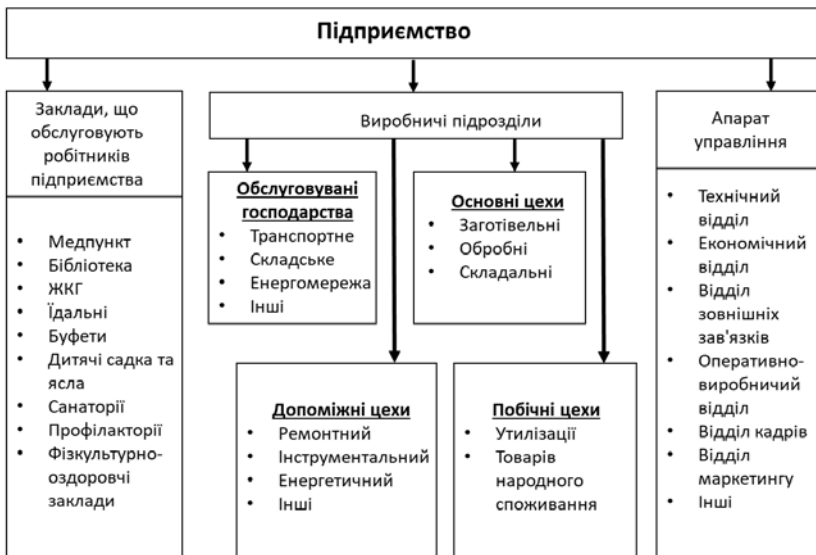 Підприємство
Заклади, що
обслуговують
робітників
підприємства
• Медпункт
• Бібліотека
• ЖКГ
• Їдальні
• Буфети
• Дитячі садка та
ясла
• Санаторії
• Профілакторії
• Фізкультурно-
оздоровчі
заклади
Виробничі підрозділи
Обслуговувані
господарства
• Транспортне
• Складське
• Енергомережа
• Інші
Основні цехи
• Заготівельні
• Обробні
• Складальні
Допоміжні цехи
• Ремонтний
• Інструментальний
• Енергетичний
• Інші
Побічні цехи
• Утилізації
• Товарів
народного
споживання
Апарат
управління
• Технічний
відділ
• Економічний
відділ
• Відділ
зовнішніх
зав'язків
• Оперативно-
виробничий
відділ
• Відділ кадрів
• Відділ
маркетингу
• Інші